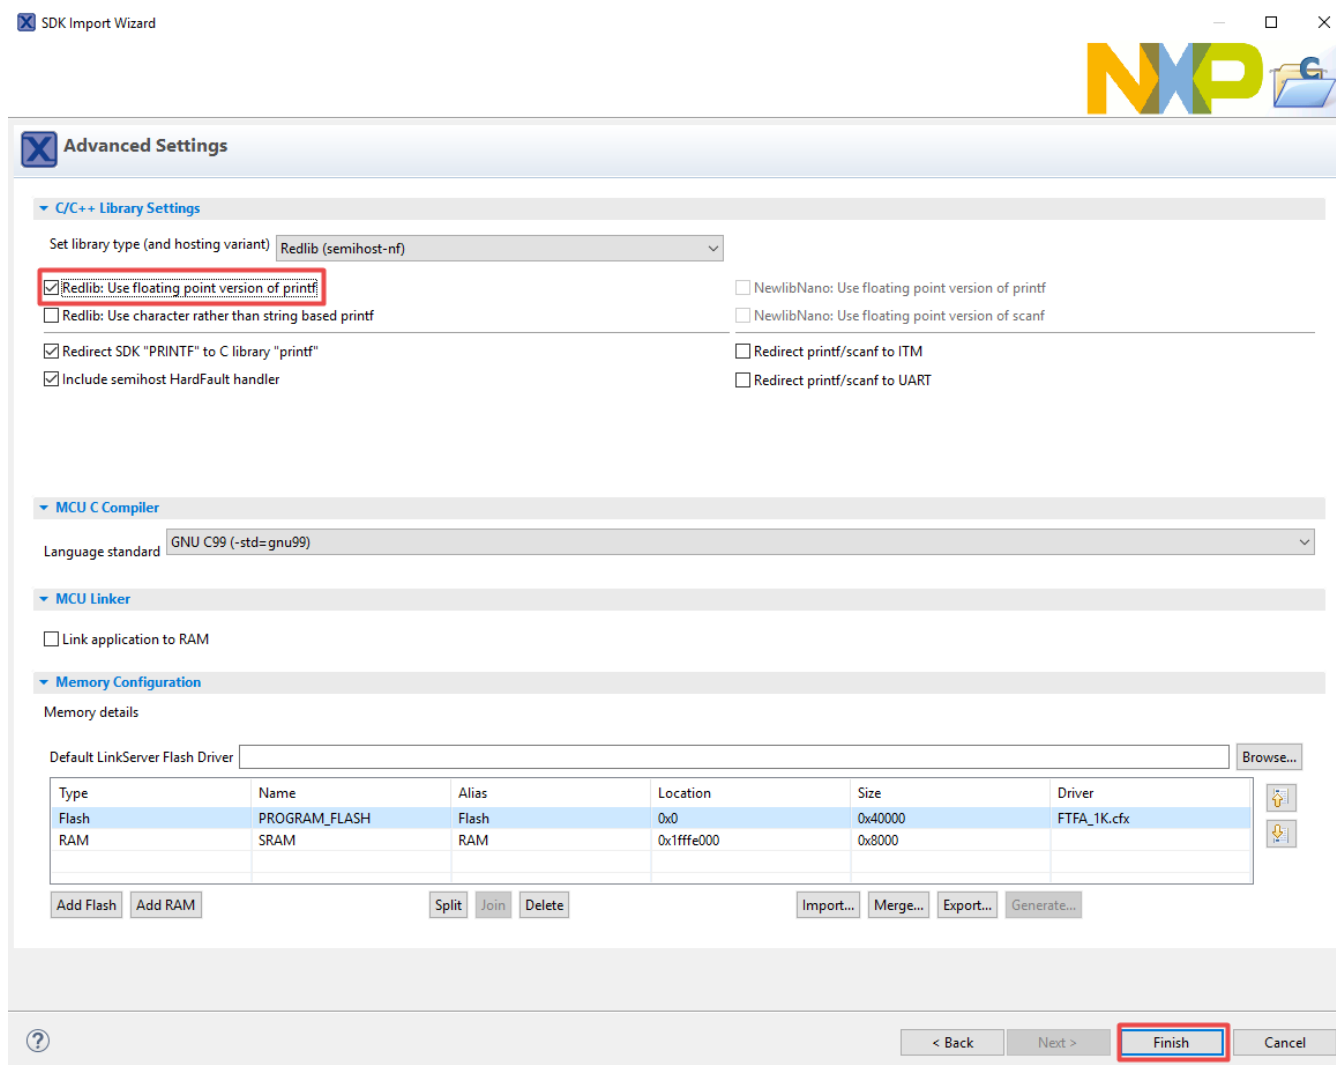 SDK Import Wizard
NXP
Advanced Settings
C/C++ Library Settings
Set library type (and hosting variant) Redlib (semihost-nf)
Redlib: Use floating point version of printf NewlibNano: Use floating point version of printf
Redlib: Use character rather than string based printf NewlibNano: Use floating point version of scanf
Redirect SDK "PRINTF" to C library "printf" Redirect printf/scanf to ITM
Include semihost HardFault handler Redirect printf/scanf to UART
MCU C Compiler
Language standard GNU C99 (-std=gnu99)
MCU Linker
Link application to RAM
Memory Configuration
Memory details
Default LinkServer Flash Driver Browse...
Type Name Alias Location Size Driver
Flash PROGRAM_FLASH Flash 0x0 0x40000 FTFA_1K.cfx
RAM SRAM RAM 0x1fffe000 0x8000
Add Flash Add RAM Split Join Delete Import... Merge... Export... Generate...
? < Back Next > Finish Cancel